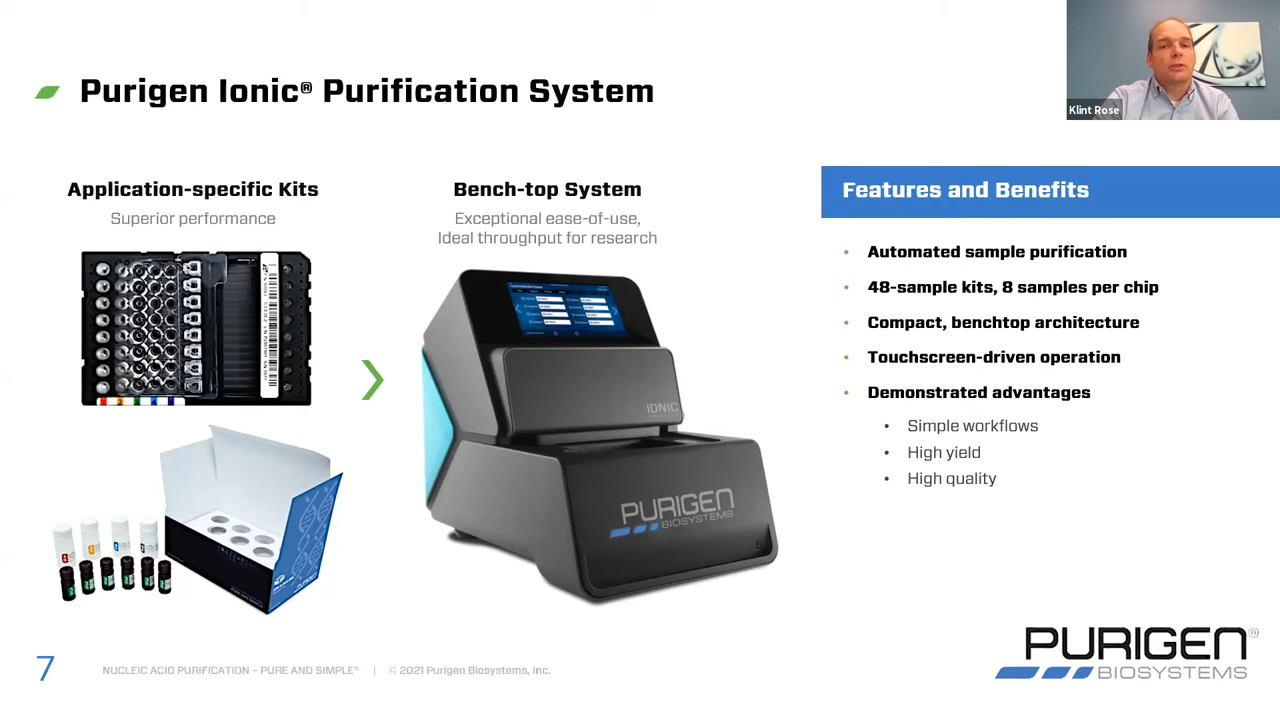 Purigen Ionic® Purification System
Klint Rose
Application-specific Kits
Superior performance
Bench-top System
Exceptional ease-of-use,
Ideal throughput for research
IONIC
PURIGEN
BIOSYSTEMS
Features and Benefits
• Automated sample purification
• 48-sample kits, 8 samples per chip
• Compact, benchtop architecture
• Touchscreen-driven operation
• Demonstrated advantages
• Simple workflows
• High yield
• High quality
7
NUCLEIC ACID PURIFICATION – PURE AND SIMPLE® | © 2021 Purigen Biosystems, Inc.
PURIGEN®
BIOSYSTEMS